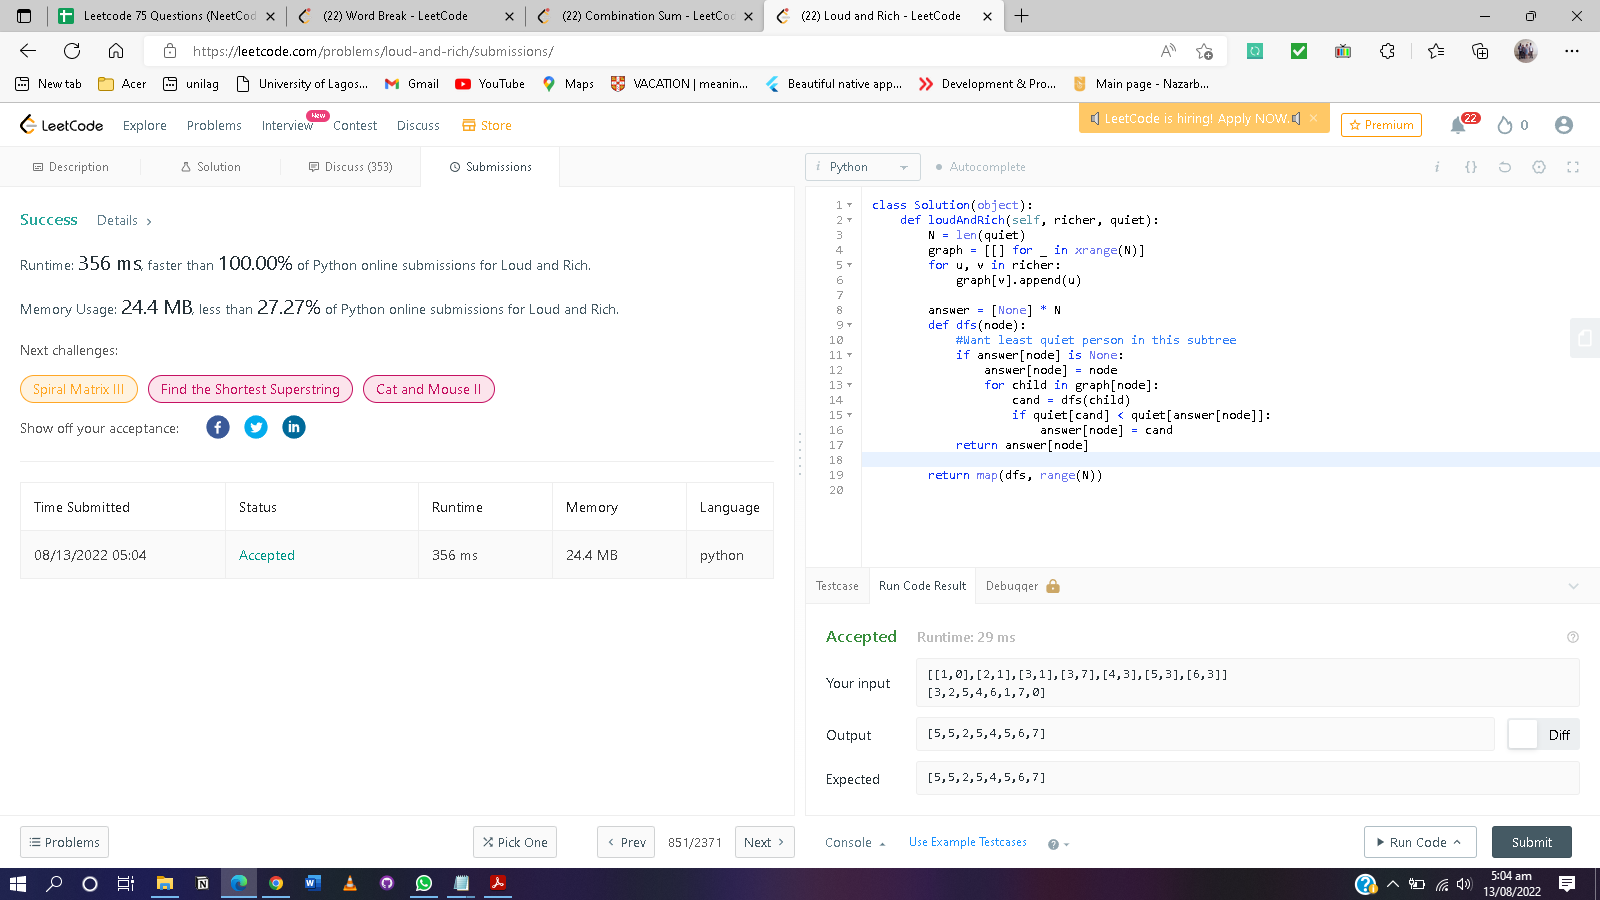 Leetcode 75 Questions (NeetCod
(22) Word Break - LeetCode
(22) Combination Sum - LeetCod
(22) Loud and Rich - LeetCode
https://leetcode.com/problems/loud-and-rich/submissions/
New tab
Acer
unilag
University of Lagos...
Gmail
YouTube
Maps
VACATION | meanin...
Beautiful native app...
Development & Pro...
Main page - Nazarb...
LeetCode
Explore
Problems
Interview
New
Contest
Discuss
Store
LeetCode is hiring! Apply NOW.
Premium
22
0
Description
Solution
Discuss (353)
Submissions
Success
Details
Runtime: 356 ms, faster than 100.00% of Python online submissions for Loud and Rich.
Memory Usage: 24.4 MB, less than 27.27% of Python online submissions for Loud and Rich.
Next challenges:
Spiral Matrix III
Find the Shortest Superstring
Cat and Mouse II
Show off your acceptance:
Time Submitted
Status
Runtime
Memory
Language
08/13/2022 05:04
Accepted
356 ms
24.4 MB
python
Problems
Pick One
Prev
851/2371
Next
i Python
Autocomplete
1 class Solution(object):
2 def loudAndRich(self, richer, quiet):
3 N = len(quiet)
4 graph = [[] for _ in xrange(N)]
5 for u, v in richer:
6 graph[v].append(u)
7
8 answer = [None] * N
9 def dfs(node):
10 #Want least quiet person in this subtree
11 if answer[node] is None:
12 answer[node] = node
13 for child in graph[node]:
14 cand = dfs(child)
15 if quiet[cand] < quiet[answer[node]]:
16 answer[node] = cand
17 return answer[node]
18
19 return map(dfs, range(N))
20
Testcase
Run Code Result
Debugger
Accepted
Runtime: 29 ms
Your input
[[1,0],[2,1],[3,1],[3,7],[4,3],[5,3],[6,3]]
[3,2,5,4,6,1,7,0]
Output
[5,5,2,5,4,5,6,7]
Diff
Expected
[5,5,2,5,4,5,6,7]
Console
Use Example Testcases
Run Code
Submit
5:04 am
13/08/2022